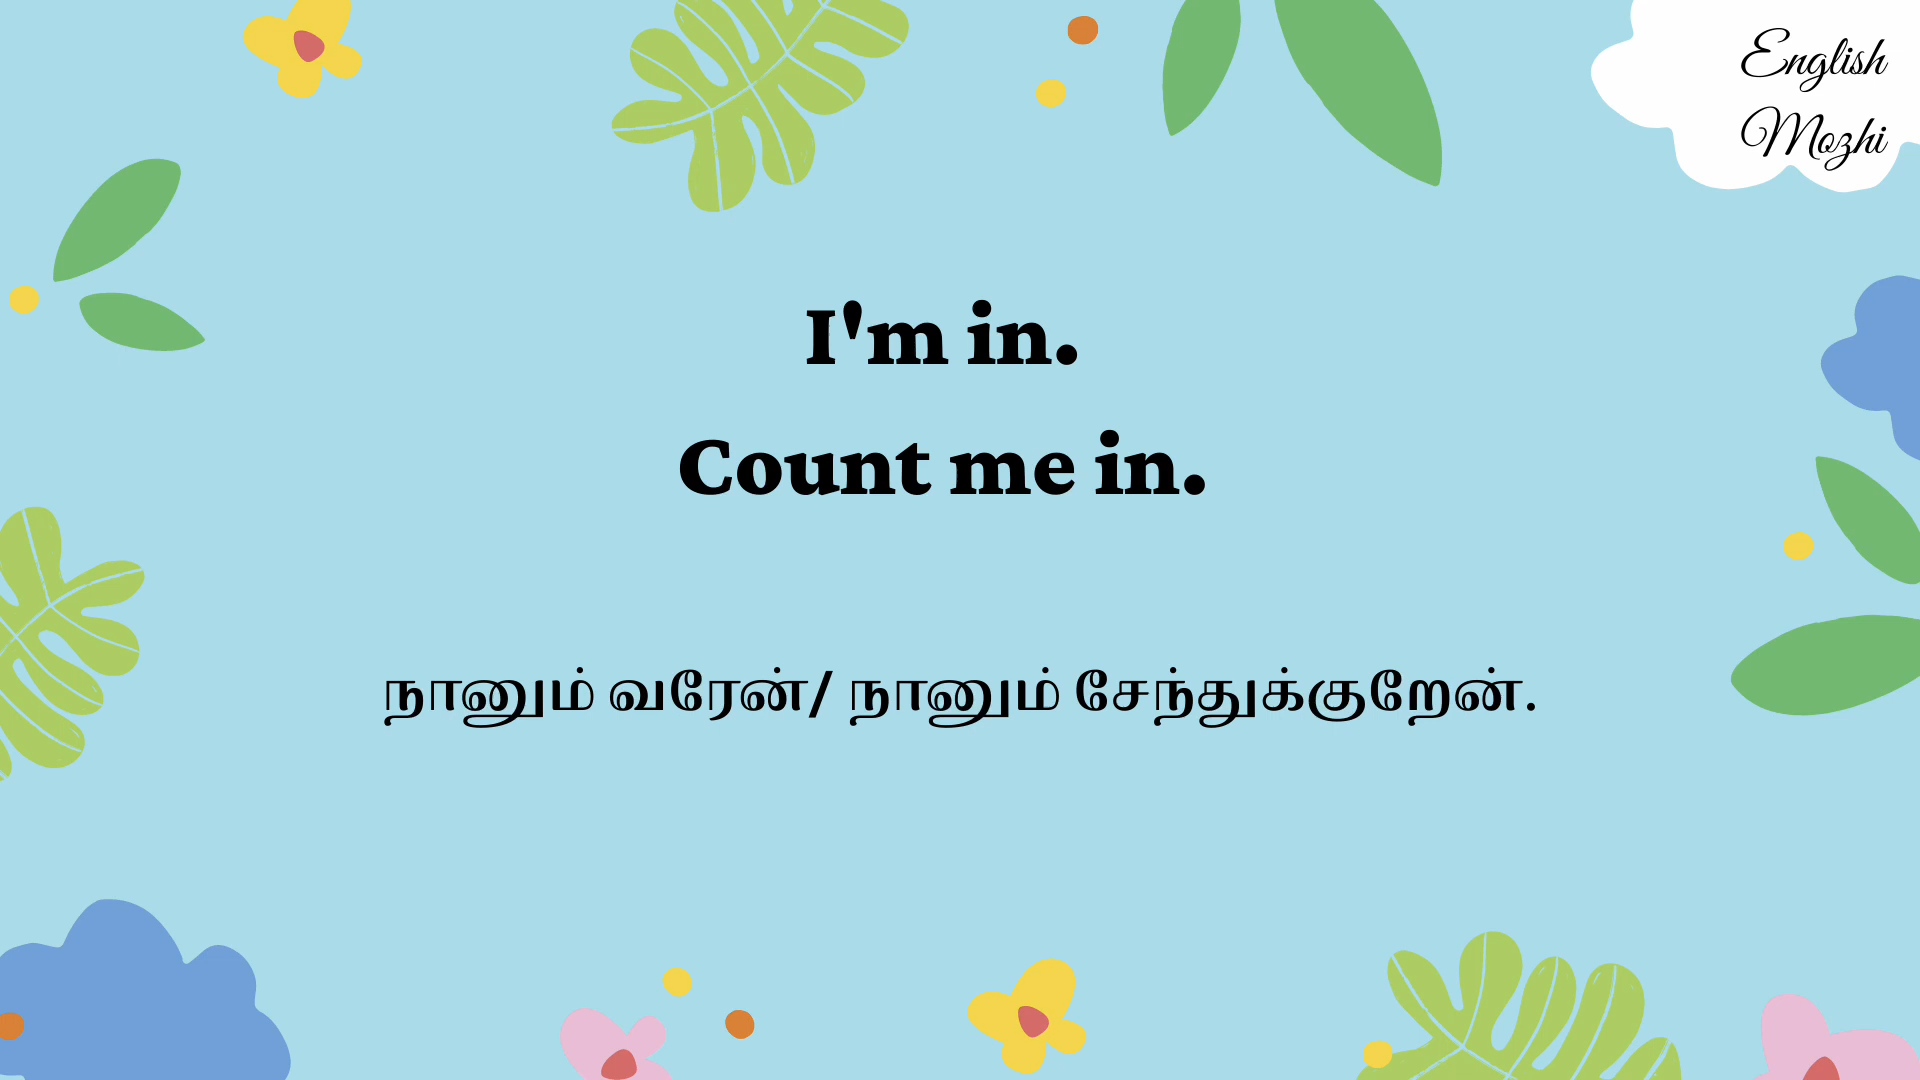 English
Mozhi
I'm in.
Count me in.
நானும் வரேன்/ நானும் சேந்துக்குறேன்.